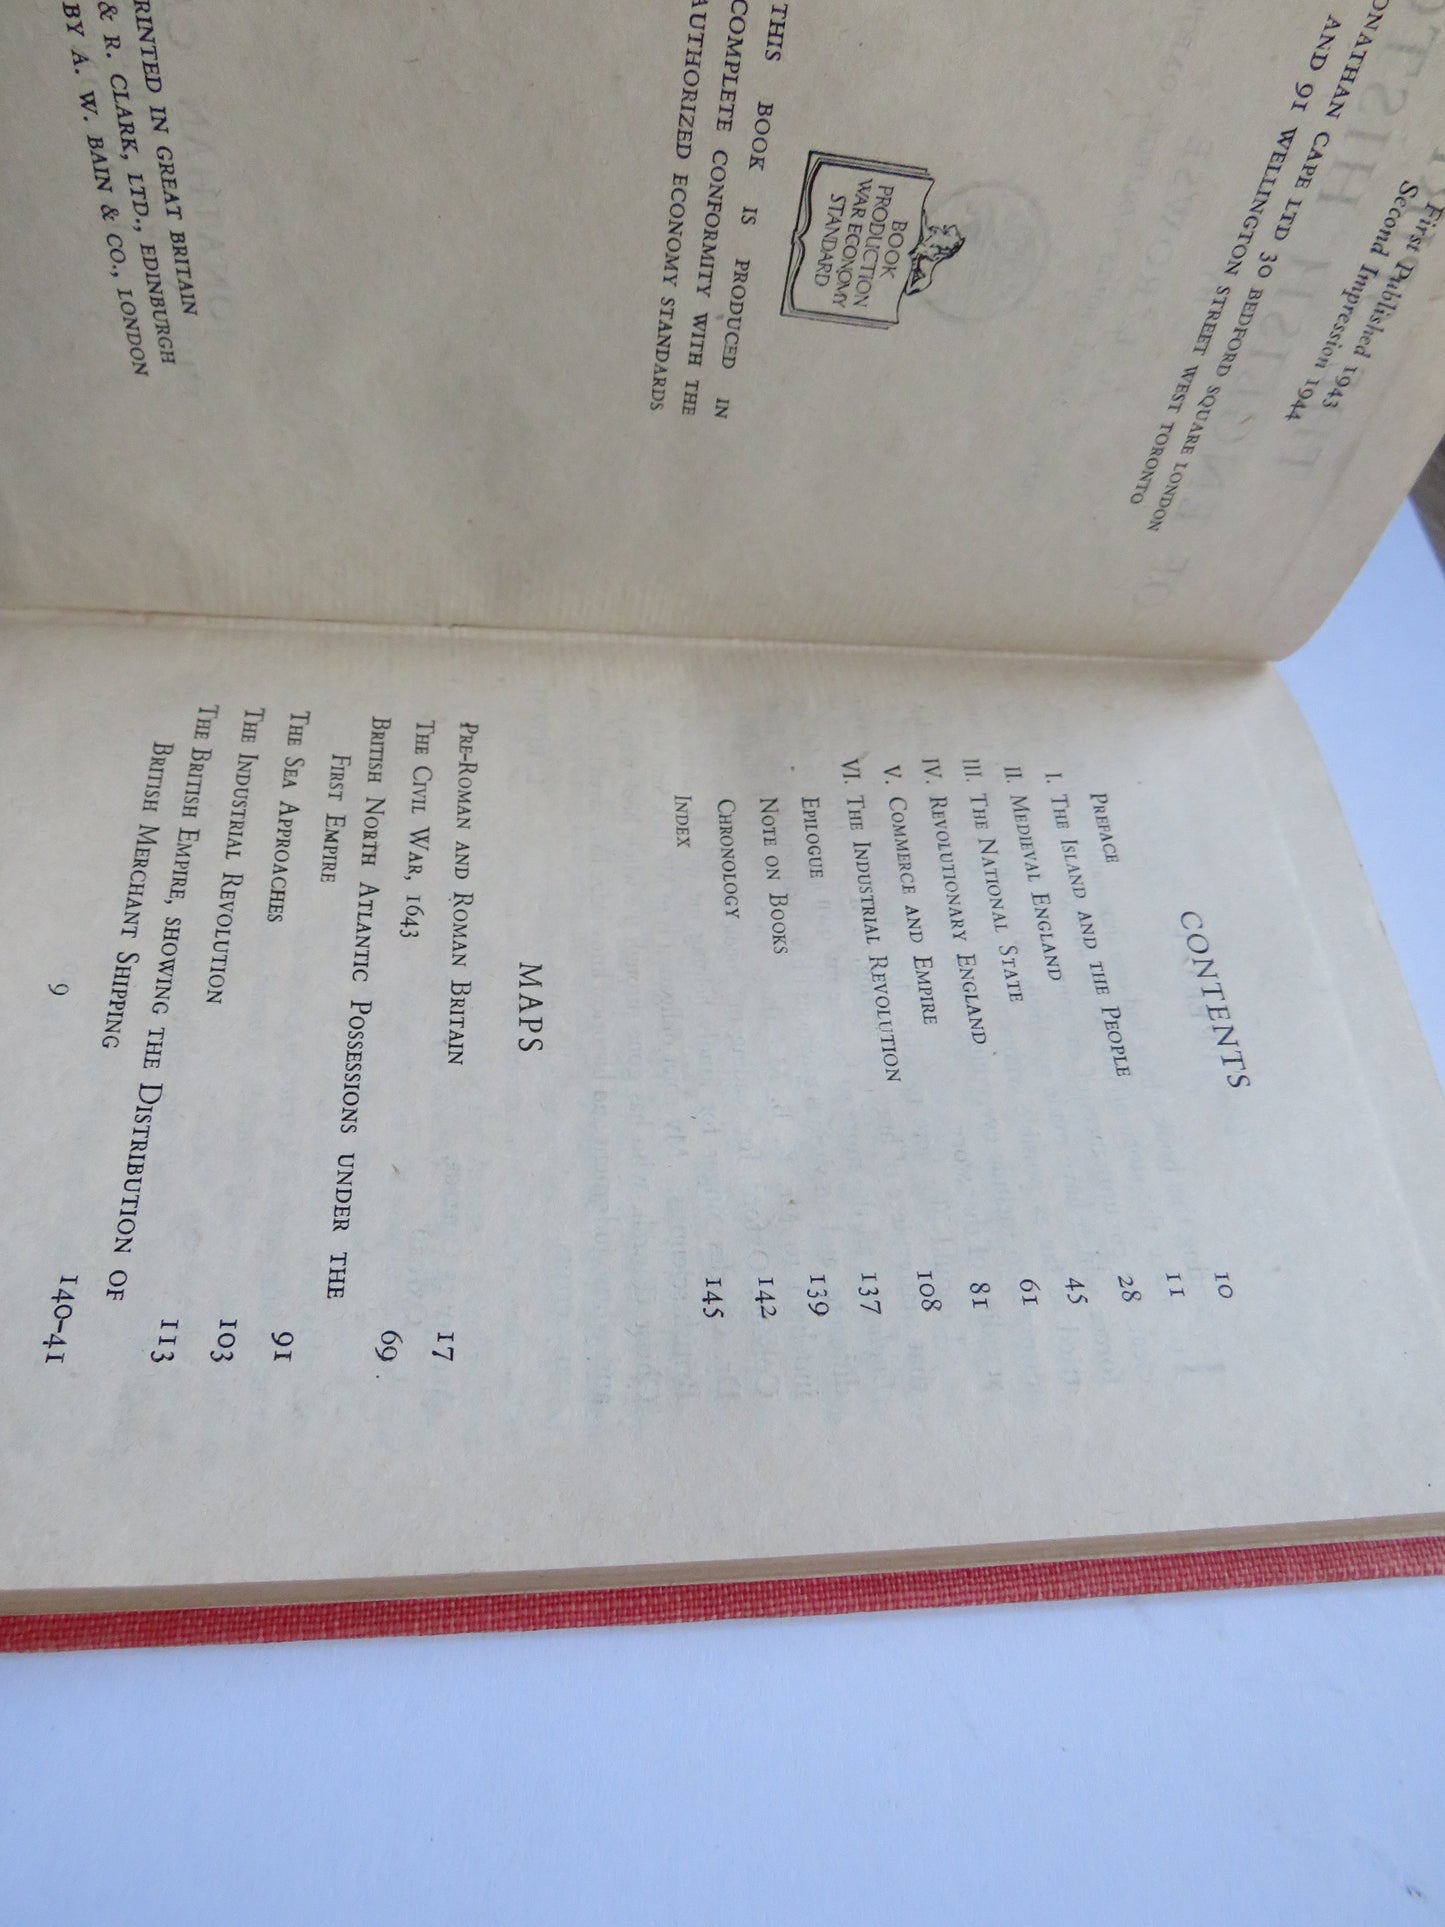 First Published 1943
Second Impression 1944
ONATHAN CAPE LTD 30 BEDFORD SQUARE LONDON
AND 91 WELLINGTON STREET WEST TORONTO
BOOK
PRODUCTION
WAR ECONOMY
STANDARD
THIS BOOK IS PRODUCED IN
COMPLETE CONFORMITY WITH THE
AUTHORIZED ECONOMY STANDARDS
RINTED IN GREAT BRITAIN
& R. CLARK, LTD., EDINBURGH
BY A. W. BAIN & CO., LONDON
CONTENTS
PREFACE 10
I. THE ISLAND AND THE PEOPLE 11
II. MEDIEVAL ENGLAND 28
III. THE NATIONAL STATE 45
IV. REVOLUTIONARY ENGLAND 61
V. COMMERCE AND EMPIRE 81
VI. THE INDUSTRIAL REVOLUTION 108
EPILOGUE 137
NOTE ON BOOKS 139
CHRONOLOGY 142
INDEX 145
MAPS
PRE-ROMAN AND ROMAN BRITAIN 17
THE CIVIL WAR, 1643 69
BRITISH NORTH ATLANTIC POSSESSIONS UNDER THE
FIRST EMPIRE 91
THE SEA APPROACHES 103
THE INDUSTRIAL REVOLUTION 113
THE BRITISH EMPIRE, SHOWING THE DISTRIBUTION OF
BRITISH MERCHANT SHIPPING 140-41
9